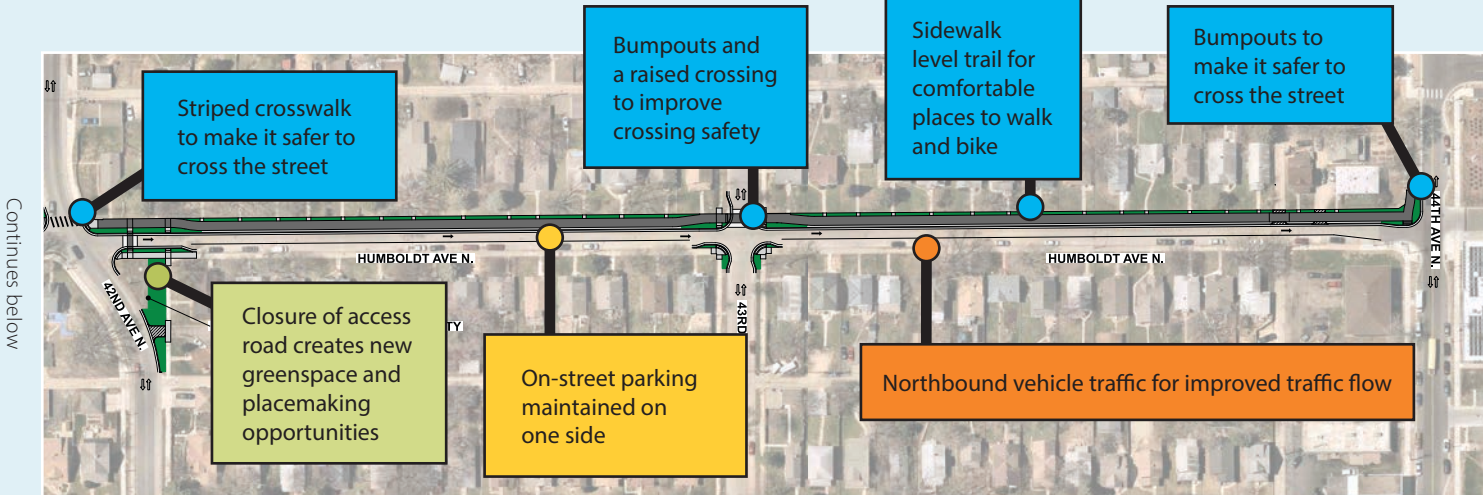 Continues below
Striped crosswalk
to make it safer to
cross the street
Bumpouts and
a raised crossing
to improve
crossing safety
Sidewalk
level trail for
comfortable
places to walk
and bike
Bumpouts to
make it safer to
cross the street
HUMBOLDT AVE N.
HUMBOLDT AVE N.
44TH AVE N.
42ND AVE N.
43RD
TY
Closure of access
road creates new
greenspace and
placemaking
opportunities
On-street parking
maintained on
one side
Northbound vehicle traffic for improved traffic flow